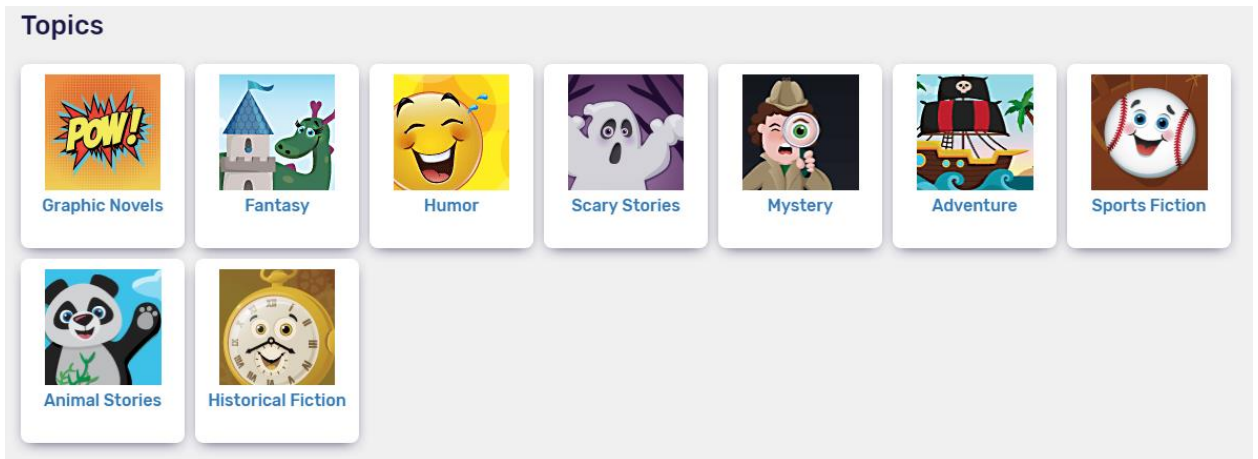 Topics
POW!
Graphic Novels
Fantasy
Humor
Scary Stories
Mystery
Adventure
Sports Fiction
Animal Stories
Historical Fiction